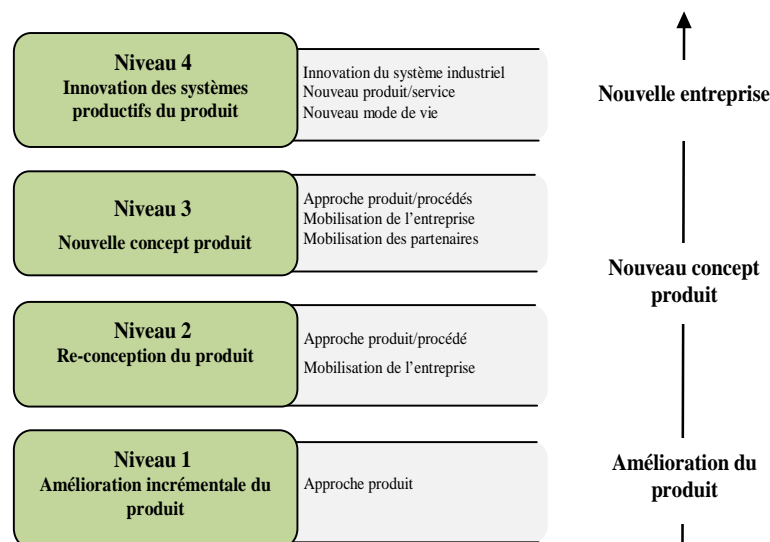 Niveau 4
Innovation des systèmes
productifs du produit
Innovation du système industriel
Nouveau produit/service
Nouveau mode de vie
Nouvelle entreprise
Niveau 3
Nouvelle concept produit
Approche produit/procédés
Mobilisation de l'entreprise
Mobilisation des partenaires
Nouveau concept
produit
Niveau 2
Re-conception du produit
Approche produit/procédé
Mobilisation de l'entreprise
Niveau 1
Amélioration incrémentale du
produit
Approche produit
Amélioration du
produit